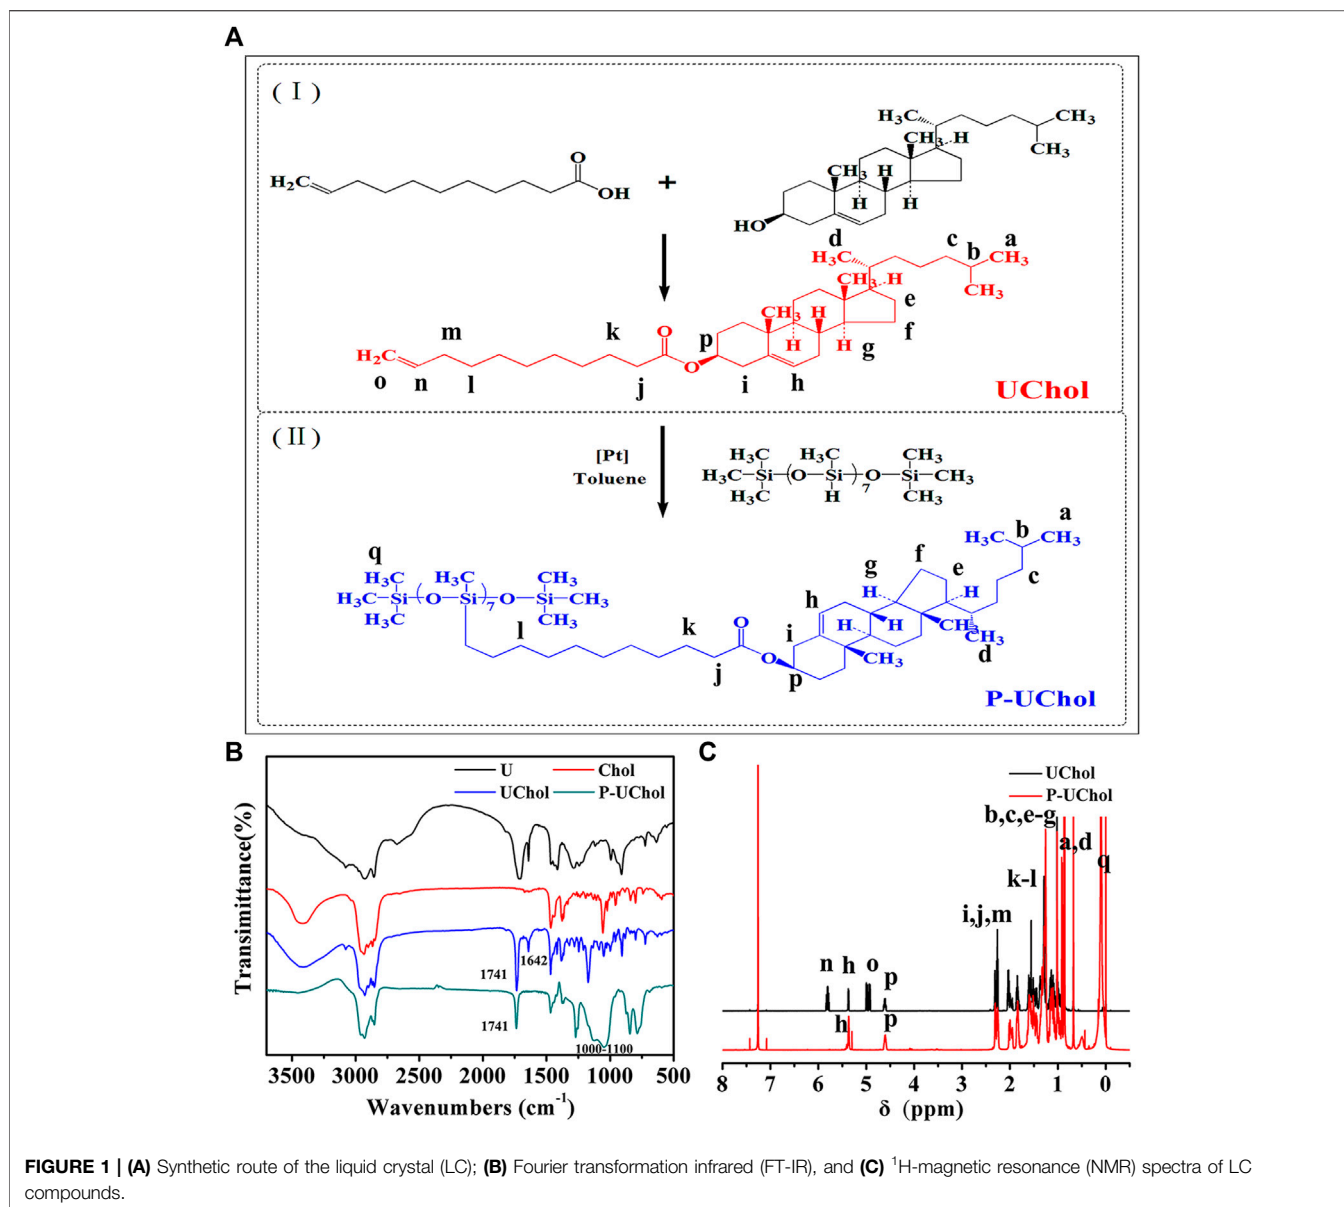 A
( I )
H₃C
CH₃
CH₃
CH₃
H
CH₃
H
H
H
HO
H₂C
O
OH
+
d
c
b
a
H₃C
CH₃
CH₃
CH₃
H
e
CH₃
H
f
H
H
g
m
k
O
p
H₂C
O
o
n
l
j
i
h
UChol
( II )
[Pt]
Toluene
CH₃
H₃C
CH₃
H₃C—Si—(O—Si)₇—O—Si—CH₃
CH₃
H
CH₃
q
CH₃
H₃C
CH₃
H₃C—Si—(O—Si)₇—O—Si—CH₃
CH₃
CH₃
l
k
O
j
O
p
i
h
g
f
e
H
H
H
H
CH₃
CH₃
CH₃
d
c
b
a
H₃C
CH₃
P-UChol
B
U
Chol
UChol
P-UChol
Transimittance(%)
1741
1642
1741
1000-1100
3500 3000 2500 2000 1500 1000 500
Wavenumbers (cm⁻¹)
C
UChol
P-UChol
b,c,e-g
a,d
q
k-l
i,j,m
n h o p
h p
8 7 6 5 4 3 2 1 0
δ (ppm)
FIGURE 1 | (A) Synthetic route of the liquid crystal (LC); (B) Fourier transformation infrared (FT-IR), and (C) ¹H-magnetic resonance (NMR) spectra of LC
compounds.